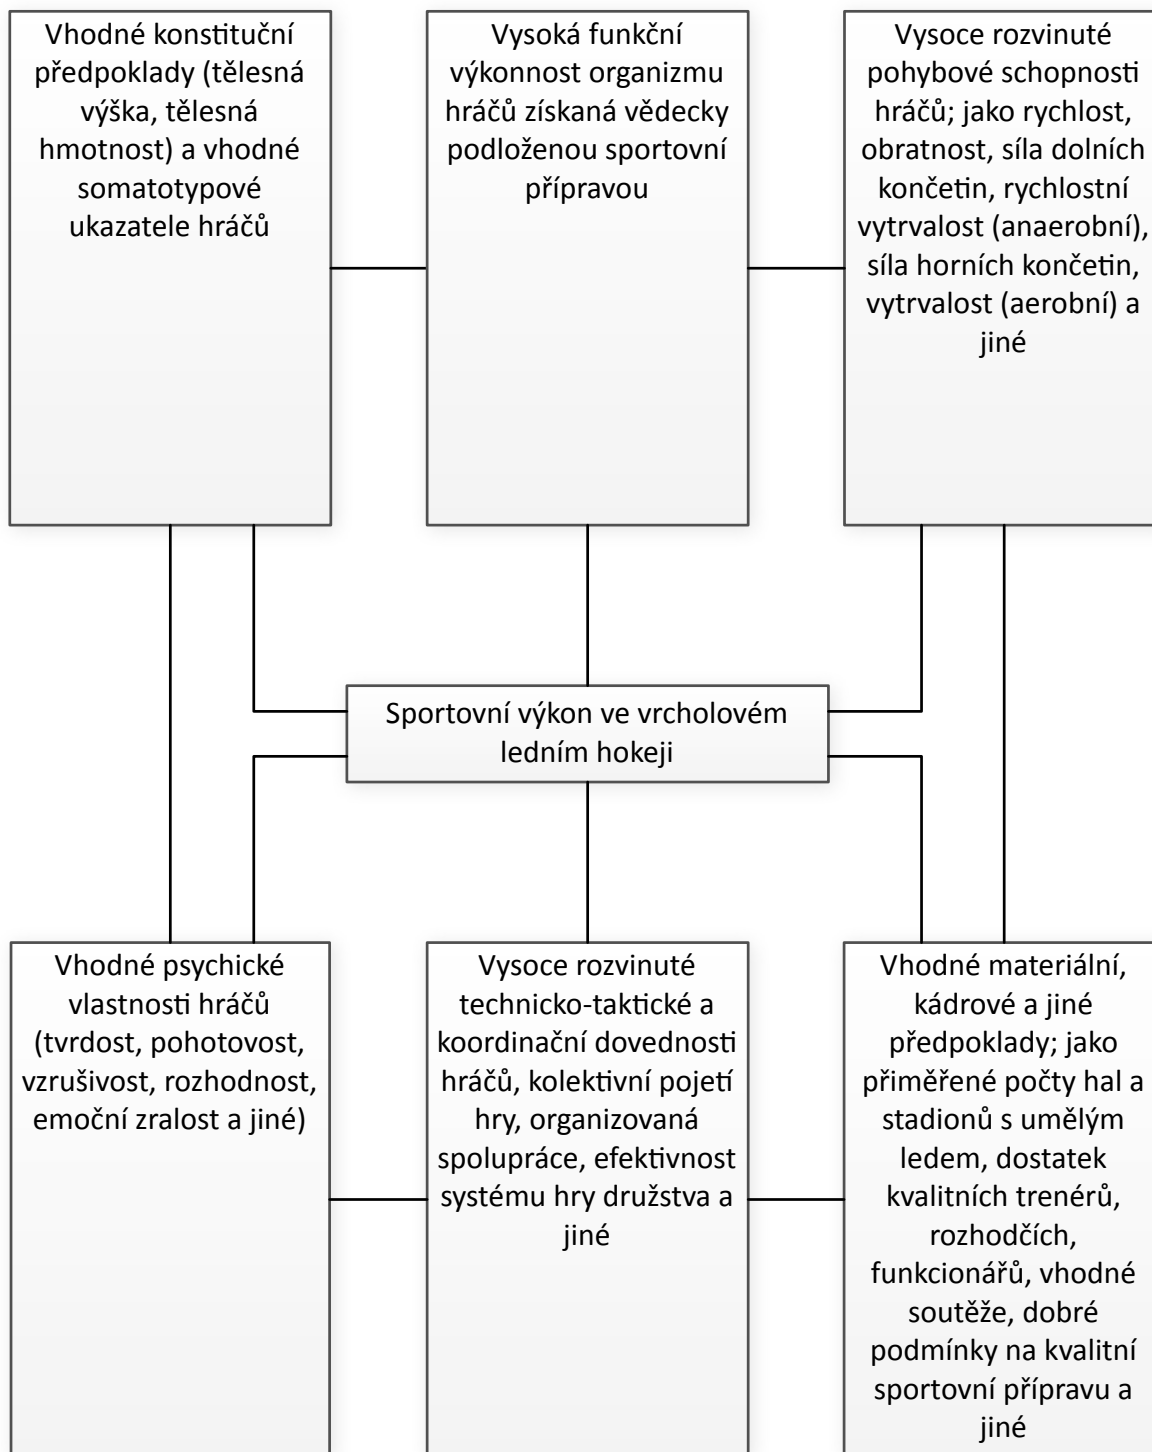 Vhodné konstituční
předpoklady (tělesná
výška, tělesná
hmotnost) a vhodné
somatotypové
ukazatele hráčů
Vysoká funkční
výkonnost organizmu
hráčů získaná vědecky
podloženou sportovní
přípravou
Vysoce rozvinuté
pohybové schopnosti
hráčů; jako rychlost,
obratnost, síla dolních
končetin, rychlostní
vytrvalost (anaerobní),
síla horních končetin,
vytrvalost (aerobní) a
jiné
Sportovní výkon ve vrcholovém
ledním hokeji
Vhodné psychické
vlastnosti hráčů
(tvrdost, pohotovost,
vzrušivost, rozhodnost,
emoční zralost a jiné)
Vysoce rozvinuté
technicko-taktické a
koordinační dovednosti
hráčů, kolektivní pojetí
hry, organizovaná
spolupráce, efektivnost
systému hry družstva a
jiné
Vhodné materiální,
kádrové a jiné
předpoklady; jako
přiměřené počty hal a
stadionů s umělým
ledem, dostatek
kvalitních trenérů,
rozhodčích,
funkcionářů, vhodné
soutěže, dobré
podmínky na kvalitní
sportovní přípravu a
jiné